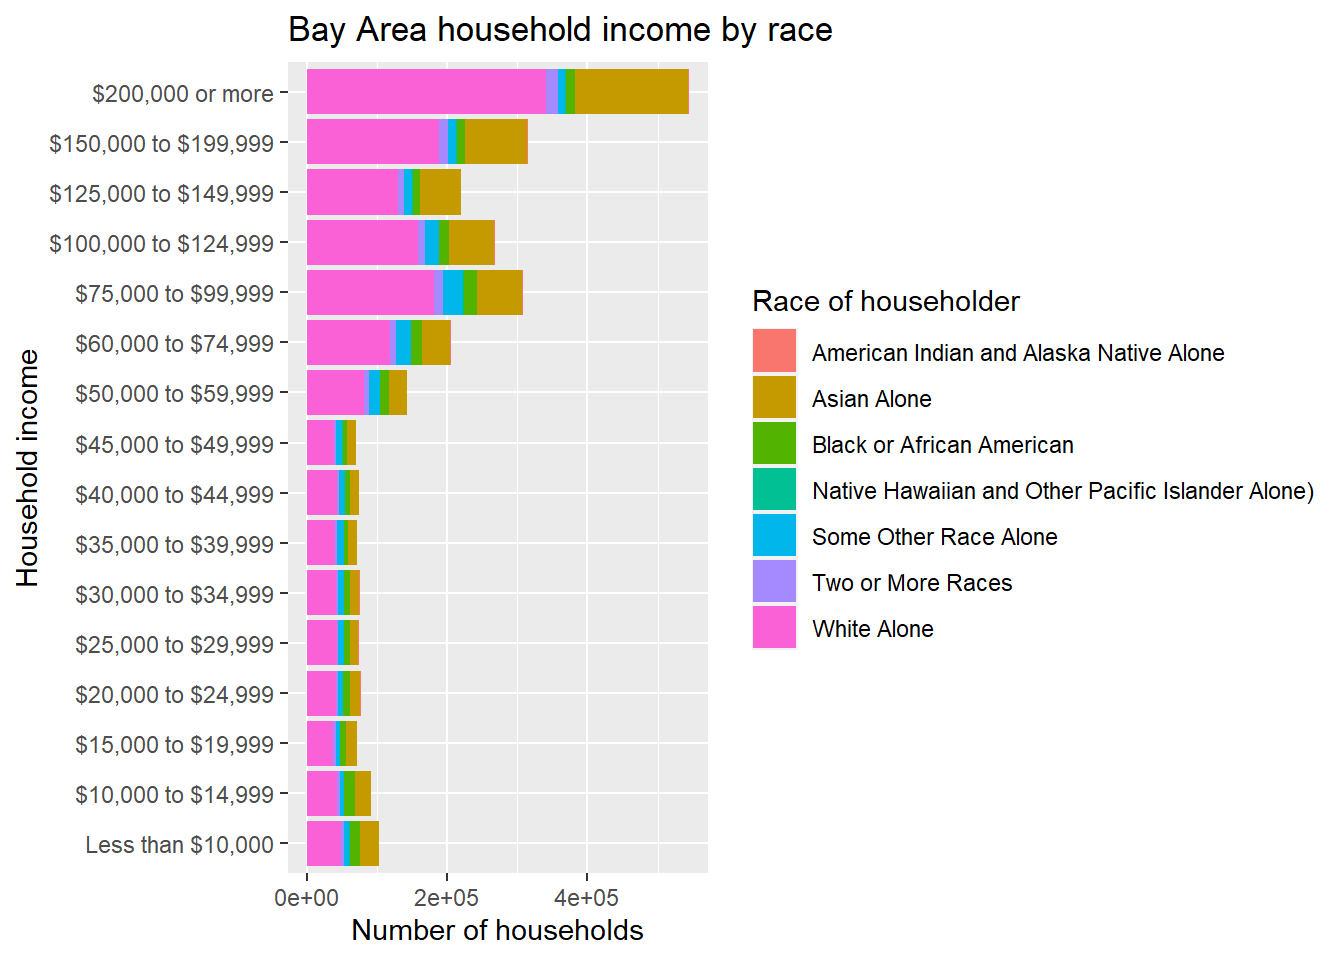 Bay Area household income by race
$200,000 or more
$150,000 to $199,999
$125,000 to $149,999
$100,000 to $124,999
$75,000 to $99,999
$60,000 to $74,999
$50,000 to $59,999
$45,000 to $49,999
$40,000 to $44,999
$35,000 to $39,999
$30,000 to $34,999
$25,000 to $29,999
$20,000 to $24,999
$15,000 to $19,999
$10,000 to $14,999
Less than $10,000
Household income
0e+00 2e+05 4e+05
Number of households
Race of householder
American Indian and Alaska Native Alone
Asian Alone
Black or African American
Native Hawaiian and Other Pacific Islander Alone)
Some Other Race Alone
Two or More Races
White Alone